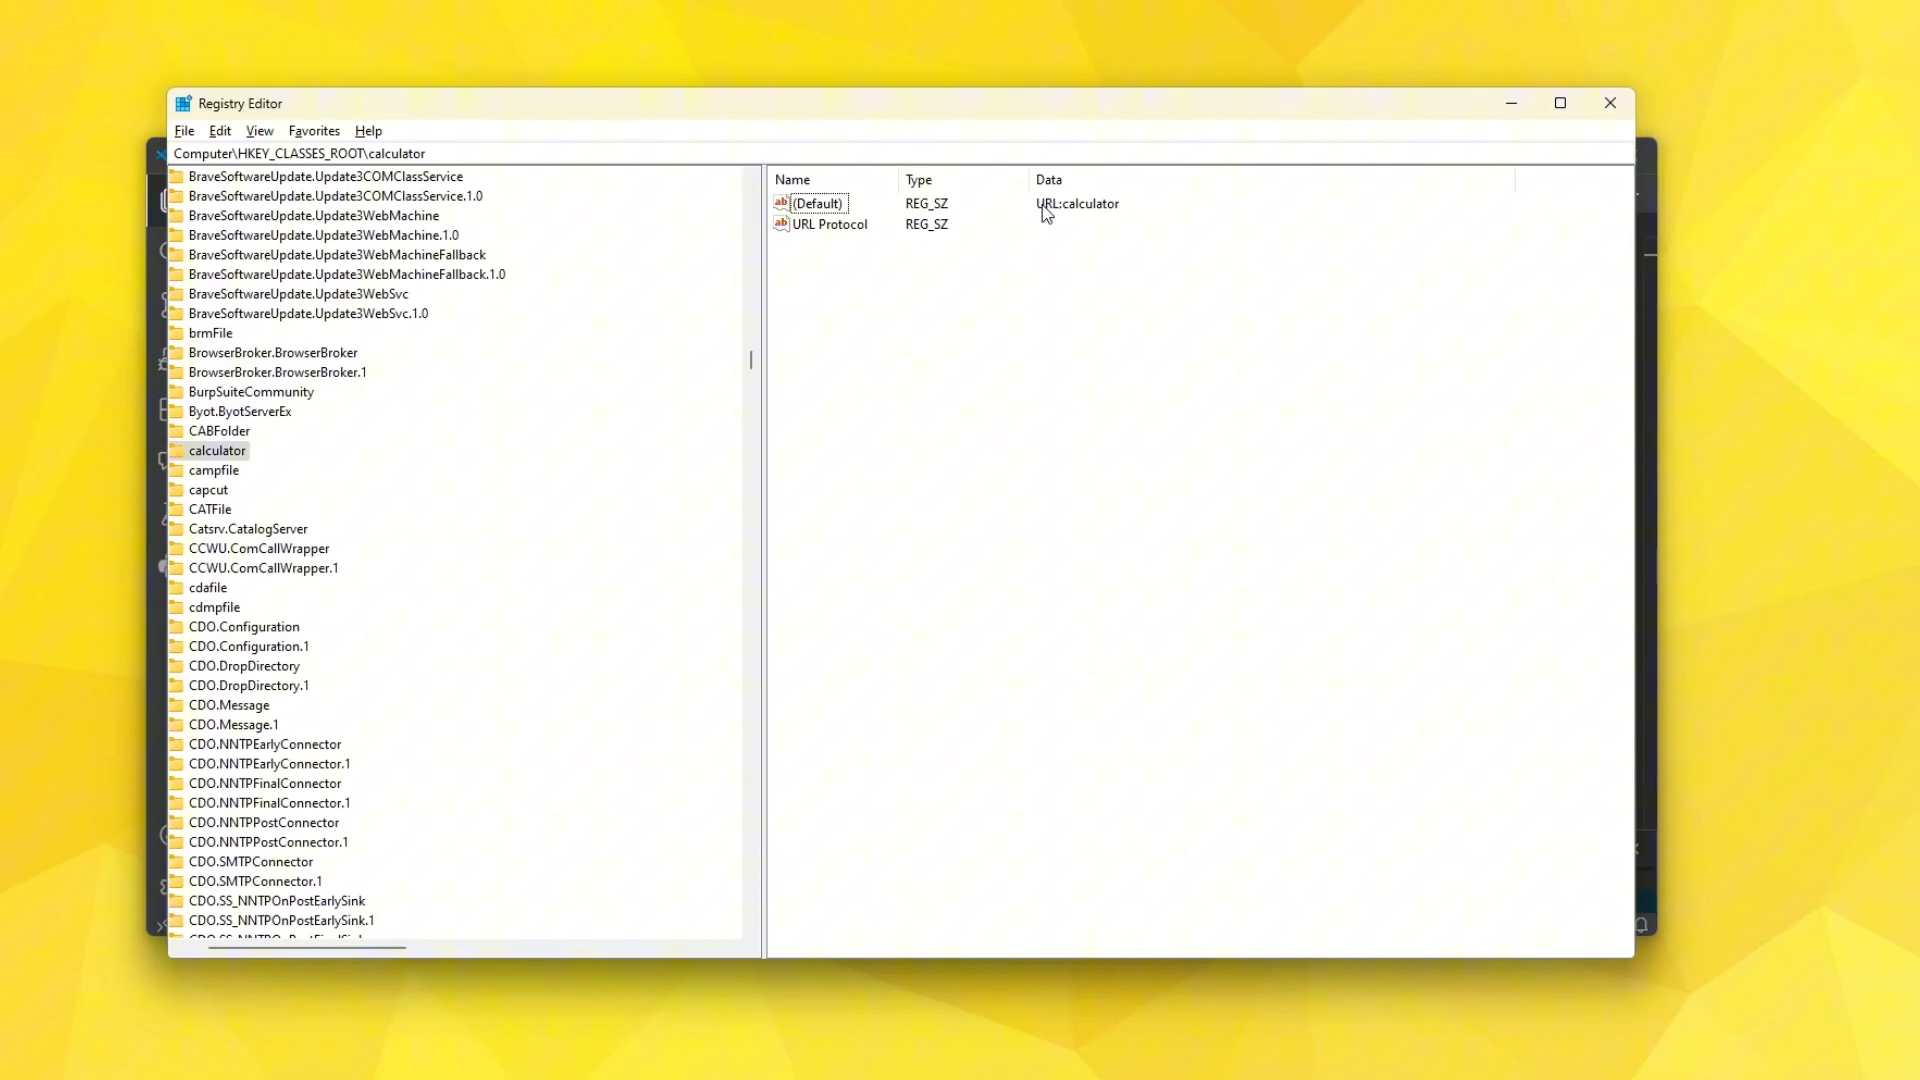 Registry Editor
File Edit View Favorites Help
Computer\HKEY_CLASSES_ROOT\calculator
BraveSoftwareUpdate.Update3COMClassService
BraveSoftwareUpdate.Update3COMClassService.1.0
BraveSoftwareUpdate.Update3WebMachine
BraveSoftwareUpdate.Update3WebMachine.1.0
BraveSoftwareUpdate.Update3WebMachineFallback
BraveSoftwareUpdate.Update3WebMachineFallback.1.0
BraveSoftwareUpdate.Update3WebSvc
BraveSoftwareUpdate.Update3WebSvc.1.0
brmFile
BrowserBroker.BrowserBroker
BrowserBroker.BrowserBroker.1
BurpSuiteCommunity
Byot.ByotServerEx
CABFolder
calculator
campfile
capcut
CATFile
Catsrv.CatalogServer
CCWU.ComCallWrapper
CCWU.ComCallWrapper.1
cdafile
cdmpfile
CDO.Configuration
CDO.Configuration.1
CDO.DropDirectory
CDO.DropDirectory.1
CDO.Message
CDO.Message.1
CDO.NNTPEarlyConnector
CDO.NNTPEarlyConnector.1
CDO.NNTPFinalConnector
CDO.NNTPFinalConnector.1
CDO.NNTPPostConnector
CDO.NNTPPostConnector.1
CDO.SMTPConnector
CDO.SMTPConnector.1
CDO.SS_NNTPOnPostEarlySink
CDO.SS_NNTPOnPostEarlySink.1
Name Type Data
(Default) REG_SZ URL:calculator
URL Protocol REG_SZ